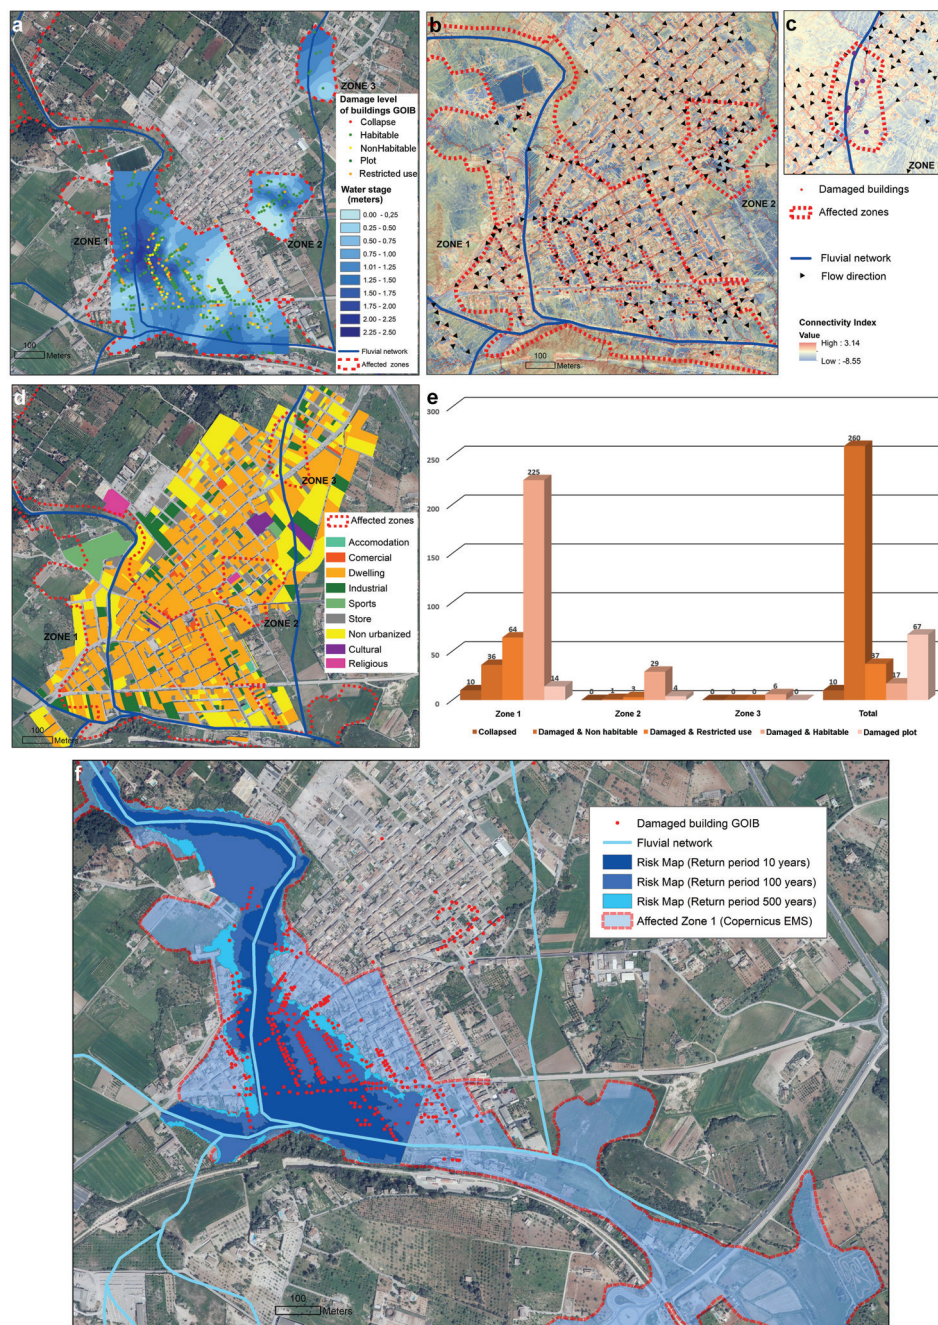 a
ZONE 3
Damage level
of buildings GOIB
Collapse
Habitable
NonHabitable
Plot
Restricted use
Water stage
(meters)
0.00 - 0,25
0.25 - 0.50
0.50 - 0.75
0.75 - 1.00
1.01 - 1.25
1.25 - 1.50
1.50 - 1.75
1.75 - 2.00
2.00 - 2.25
2.25 - 2.50
Fluvial network
Affected zones
ZONE 1
ZONE 2
100
Meters
b
ZONE 1
ZONE 2
100
Meters
c
ZONE
Damaged buildings
Affected zones
Fluvial network
Flow direction
Connectivity Index
Value
High : 3.14
Low : -8.55
d
ZONE 3
Affected zones
Accomodation
Comercial
Dwelling
Industrial
Sports
Store
Non urbanized
Cultural
Religious
ZONE 1
ZONE 2
100
Meters
e
300
250
200
150
100
50
0
10
36
64
225
14
0
1
3
29
4
0
0
0
6
0
10
260
37
17
67
Zone 1
Zone 2
Zone 3
Total
Collapsed
Damaged & Non habitable
Damaged & Restricted use
Damaged & Habitable
Damaged plot
f
Damaged building GOIB
Fluvial network
Risk Map (Return period 10 years)
Risk Map (Return period 100 years)
Risk Map (Return period 500 years)
Affected Zone 1 (Copernicus EMS)
100
Meters